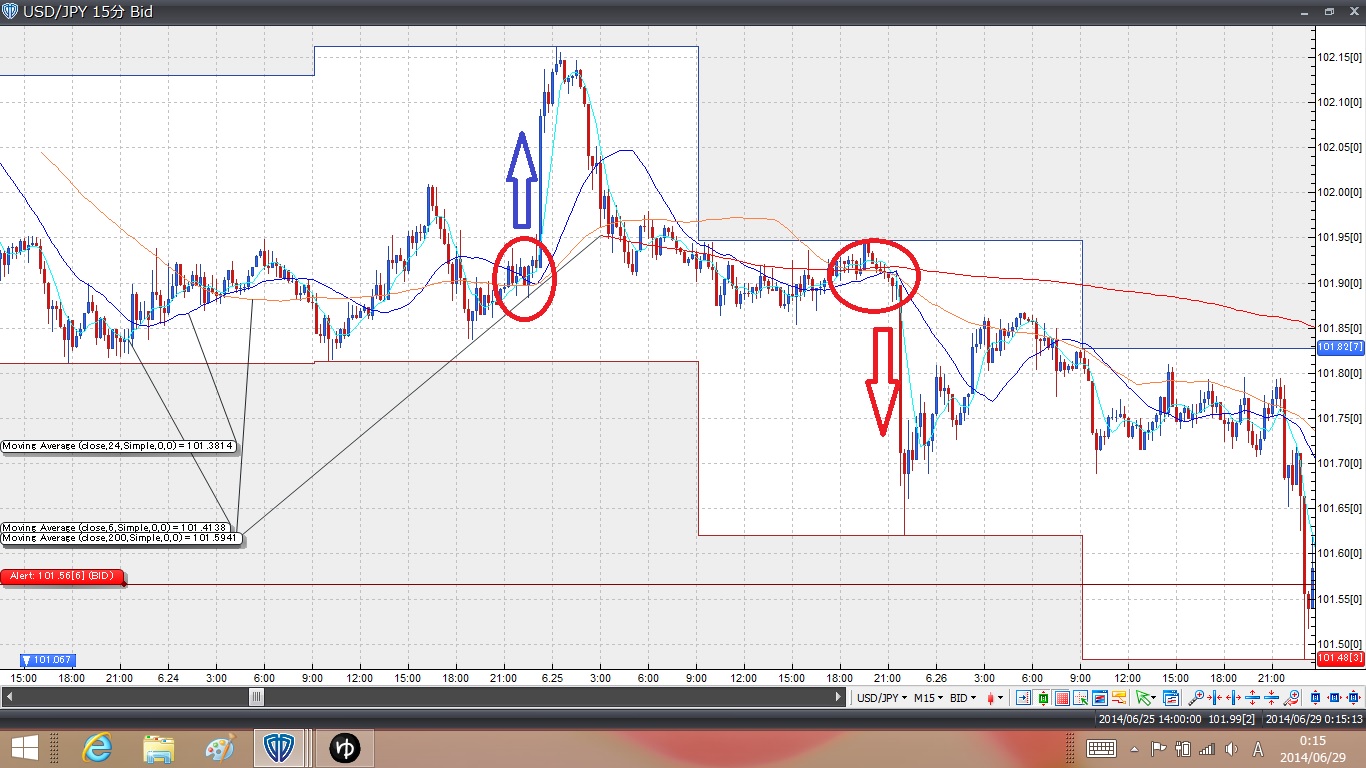 USD/JPY 15分 Bid
102.15[0]
102.10[0]
102.05[0]
102.00[0]
101.95[0]
101.90[0]
101.85[0]
101.82[7]
101.80[0]
101.75[0]
101.70[0]
101.65[0]
101.60[0]
101.55[0]
101.50[0]
101.48[3]
Moving Average (close,24,Simple,0,0) = 101.3814
Moving Average (close,6,Simple,0,0) = 101.4138
Moving Average (close,200,Simple,0,0) = 101.5941
Alert: 101.56[6] (BID)
101.067
15:00 18:00 21:00 6.24 3:00 6:00 9:00 12:00 15:00 18:00 21:00 6.25 3:00 6:00 9:00 12:00 15:00 18:00 21:00 6.26 3:00 6:00 9:00 12:00 15:00 18:00 21:00
USD/JPY M15 BID
2014/06/25 14:00:00 101.99[2] 2014/06/29 0:15:13
ゆ
A
0:15
2014/06/29